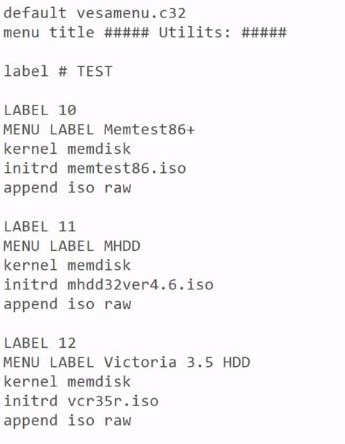 default vesamenu.c32
menu title ##### Utilits: #####
label # TEST
LABEL 10
MENU LABEL Memtest86+
kernel memdisk
initrd memtest86.iso
append iso raw
LABEL 11
MENU LABEL MHDD
kernel memdisk
initrd mhdd32ver4.6.iso
append iso raw
LABEL 12
MENU LABEL Victoria 3.5 HDD
kernel memdisk
initrd vcr35r.iso
append iso raw